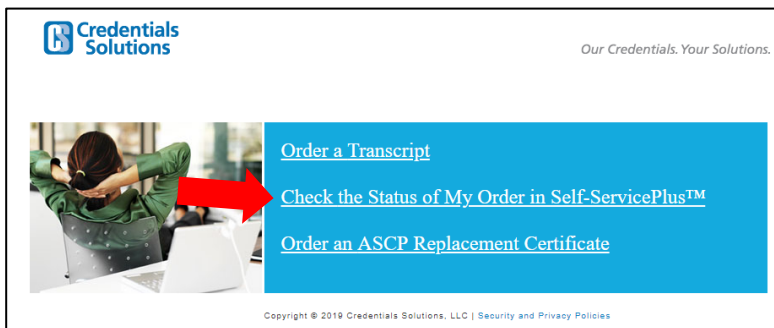 CS Credentials
Solutions
Our Credentials. Your Solutions.
Order a Transcript
Check the Status of My Order in Self-ServicePlus™
Order an ASCP Replacement Certificate
Copyright © 2019 Credentials Solutions, LLC | Security and Privacy Policies